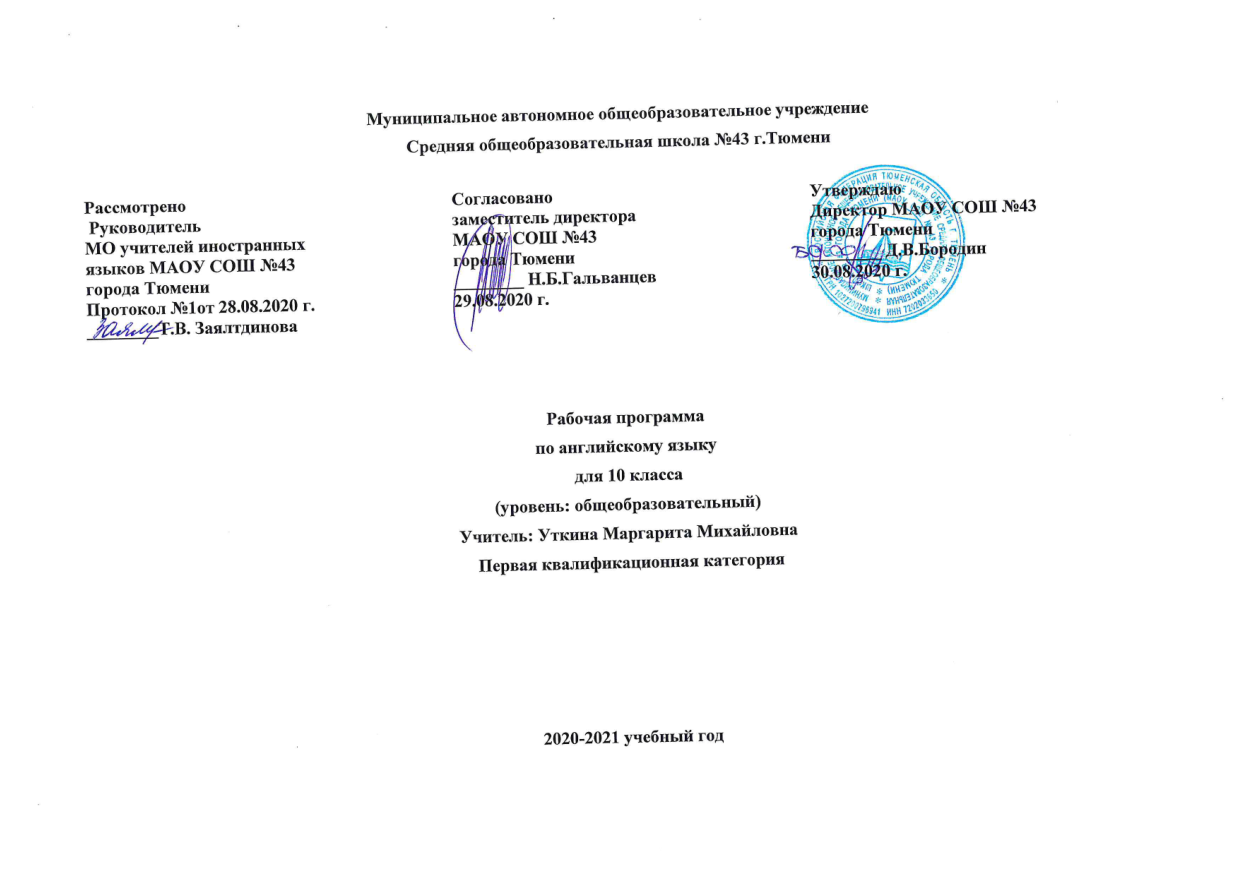 Муниципальное автономное общеобразовательное учреждение
Средняя общеобразовательная школа №43 г.Тюмени
Рассмотрено
Руководитель
МО учителей иностранных
языков МАОУ СОШ №43
города Тюмени
Протокол №1от 28.08.2020 г.
Г.В. Заялтдинова
Согласовано
заместитель директора
МАОУ СОШ №43
города Тюмени
Н.Б.Гальванцев
29.08.2020 г.
Утверждаю
Директор МАОУ СОШ №43
города Тюмени
Д.В.Бородин
30.08.2020 г.
Рабочая программа
по английскому языку
для 10 класса
(уровень: общеобразовательный)
Учитель: Уткина Маргарита Михайловна
Первая квалификационная категория
2020-2021 учебный год